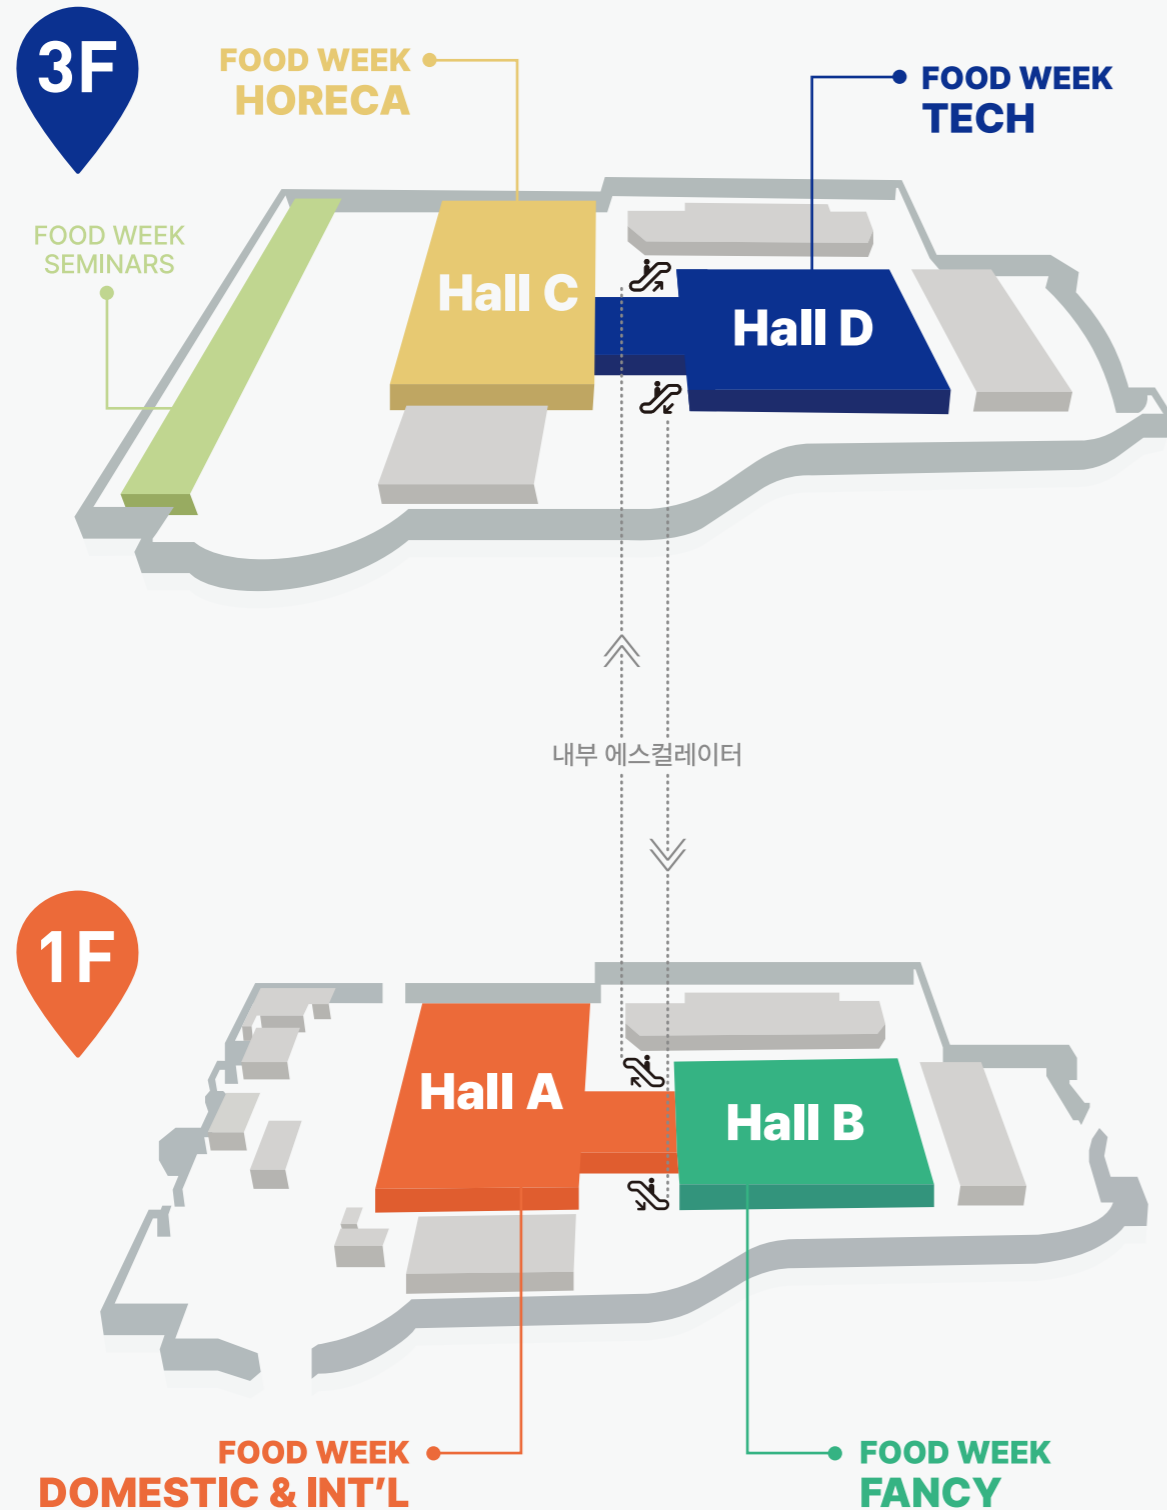 3F
FOOD WEEK
HORECA
FOOD WEEK
TECH
FOOD WEEK
SEMINARS
Hall C
Hall D
내부 에스컬레이터
1F
Hall A
Hall B
FOOD WEEK
DOMESTIC & INT’L
FOOD WEEK
FANCY